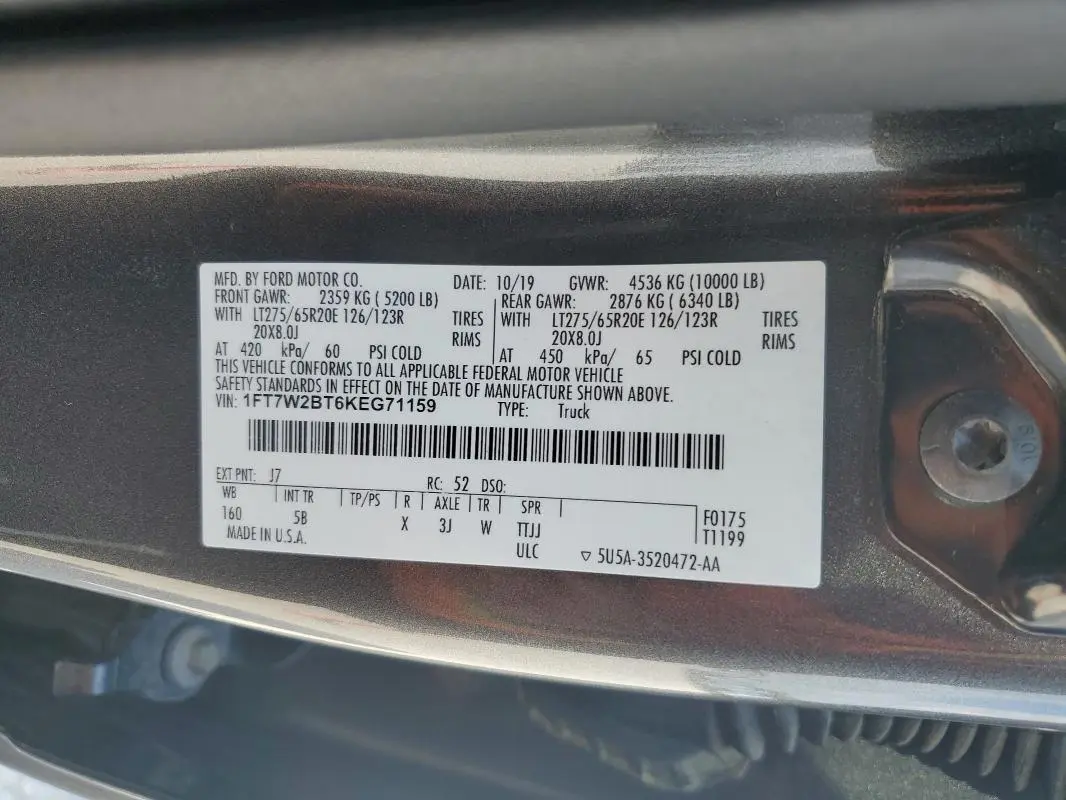 MFD. BY FORD MOTOR CO. DATE: 10/19 GVWR: 4536 KG (10000 LB)
FRONT GAWR: 2359 KG ( 5200 LB) REAR GAWR: 2876 KG ( 6340 LB)
WITH LT275/65R20E 126/123R TIRES WITH LT275/65R20E 126/123R TIRES
20X8.0J RIMS 20X8.0J RIMS
AT 420 kPa/ 60 PSI COLD AT 450 kPa/ 65 PSI COLD
THIS VEHICLE CONFORMS TO ALL APPLICABLE FEDERAL MOTOR VEHICLE
SAFETY STANDARDS IN EFFECT ON THE DATE OF MANUFACTURE SHOWN ABOVE.
VIN: 1FT7W2BT6KEG71159 TYPE: Truck
EXT PNT: J7 RC: 52 DSO:
WB INT TR TP/PS R AXLE TR SPR F0175
160 5B X 3J W TTJJ T1199
MADE IN U.S.A. ULC ▽ 5U5A-3520472-AA